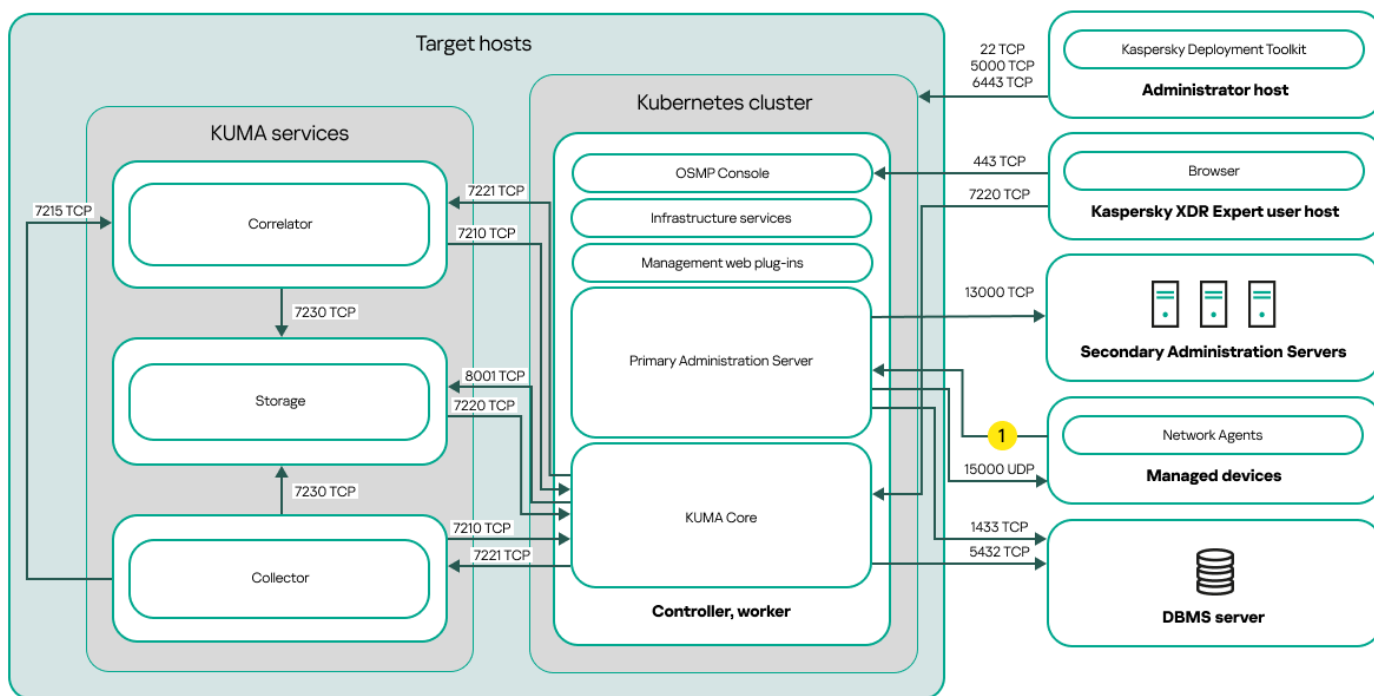 Target hosts
KUMA services
7215 TCP
Correlator
7221 TCP
7210 TCP
7230 TCP
Storage
8001 TCP
7220 TCP
7230 TCP
Collector
7210 TCP
7221 TCP
Kubernetes cluster
OSMP Console
Infrastructure services
Management web plug-ins
Primary Administration Server
KUMA Core
Controller, worker
22 TCP
5000 TCP
6443 TCP
Kaspersky Deployment Toolkit
Administrator host
443 TCP
7220 TCP
Browser
Kaspersky XDR Expert user host
13000 TCP
Secondary Administration Servers
1
15000 UDP
Network Agents
Managed devices
1433 TCP
5432 TCP
DBMS server